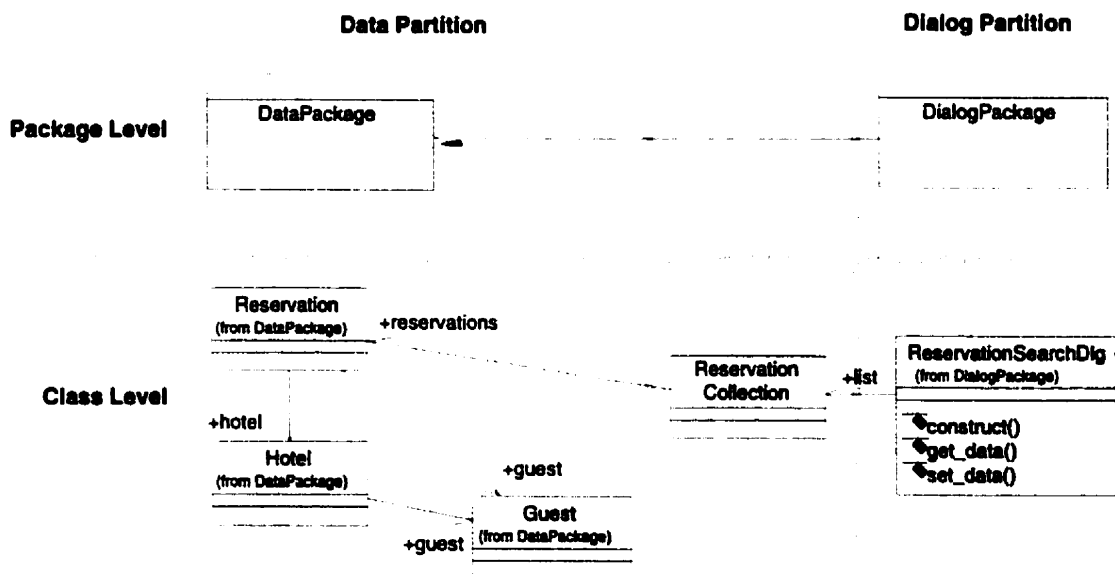 Data Partition
Dialog Partition
Package Level
DataPackage
DialogPackage
Class Level
Reservation
(from DataPackage)
+reservations
Reservation
Collection
+list
ReservationSearchDlg
(from DialogPackage)
construct()
get_data()
set_data()
+hotel
Hotel
(from DataPackage)
+guest
Guest
(from DataPackage)
+guest